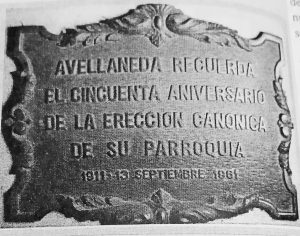 AVELLANEDA RECUERDA
EL CINCUENTA ANIVERSARIO
DE LA ERECCION CANONICA
DE SU PARROQUIA
1911-13 SEPTIEMBRE 1961